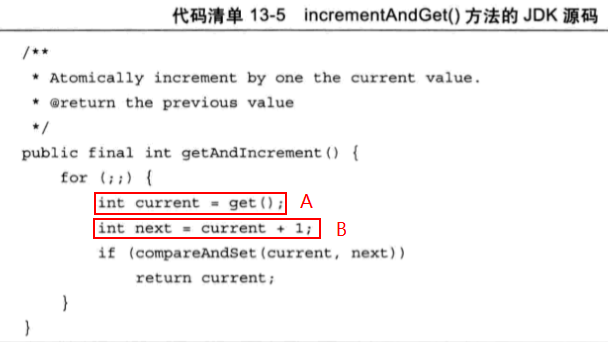 代码清单 13-5 incrementAndGet() 方法的 JDK 源码
/**
* Atomically increment by one the current value.
* @return the previous value
*/
public final int getAndIncrement() {
for (;;) {
int current = get(); A
int next = current + 1; B
if (compareAndSet(current, next))
return current;
}
}